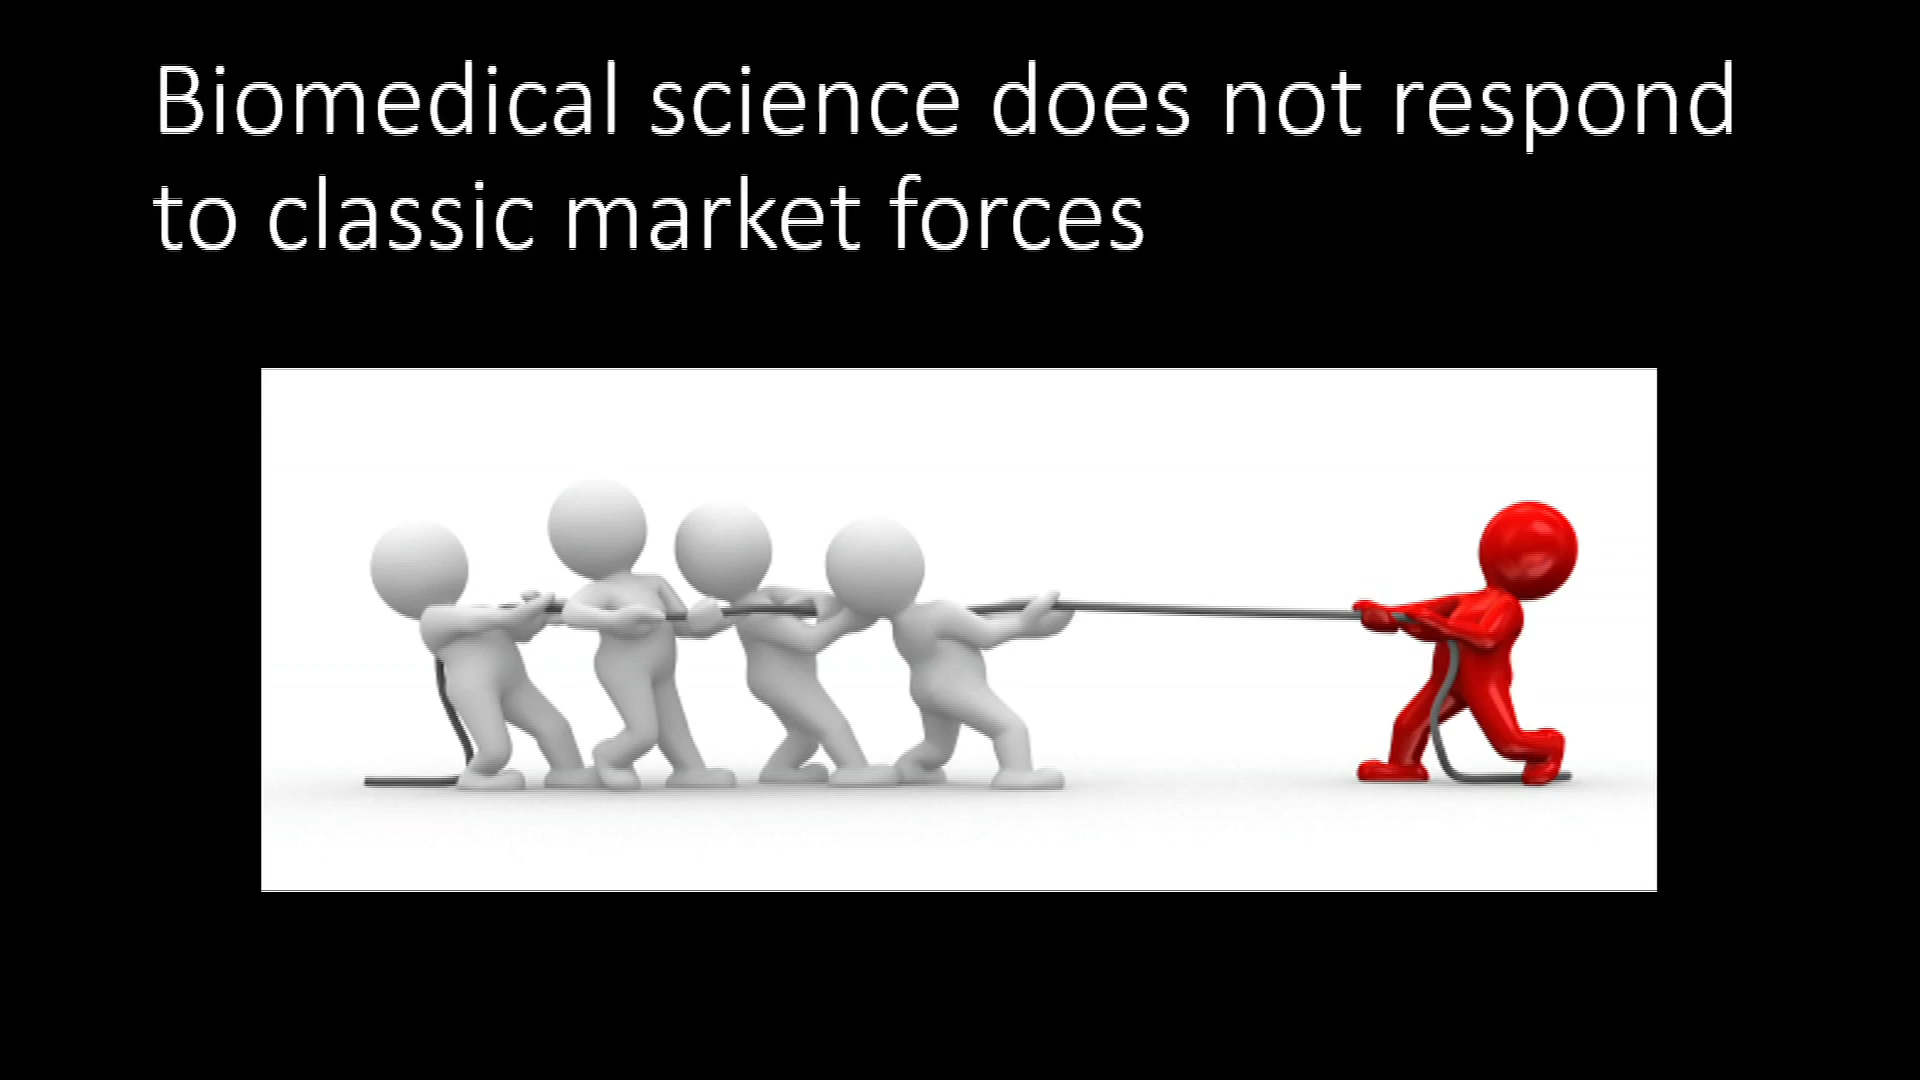 Biomedical science does not respond
to classic market forces